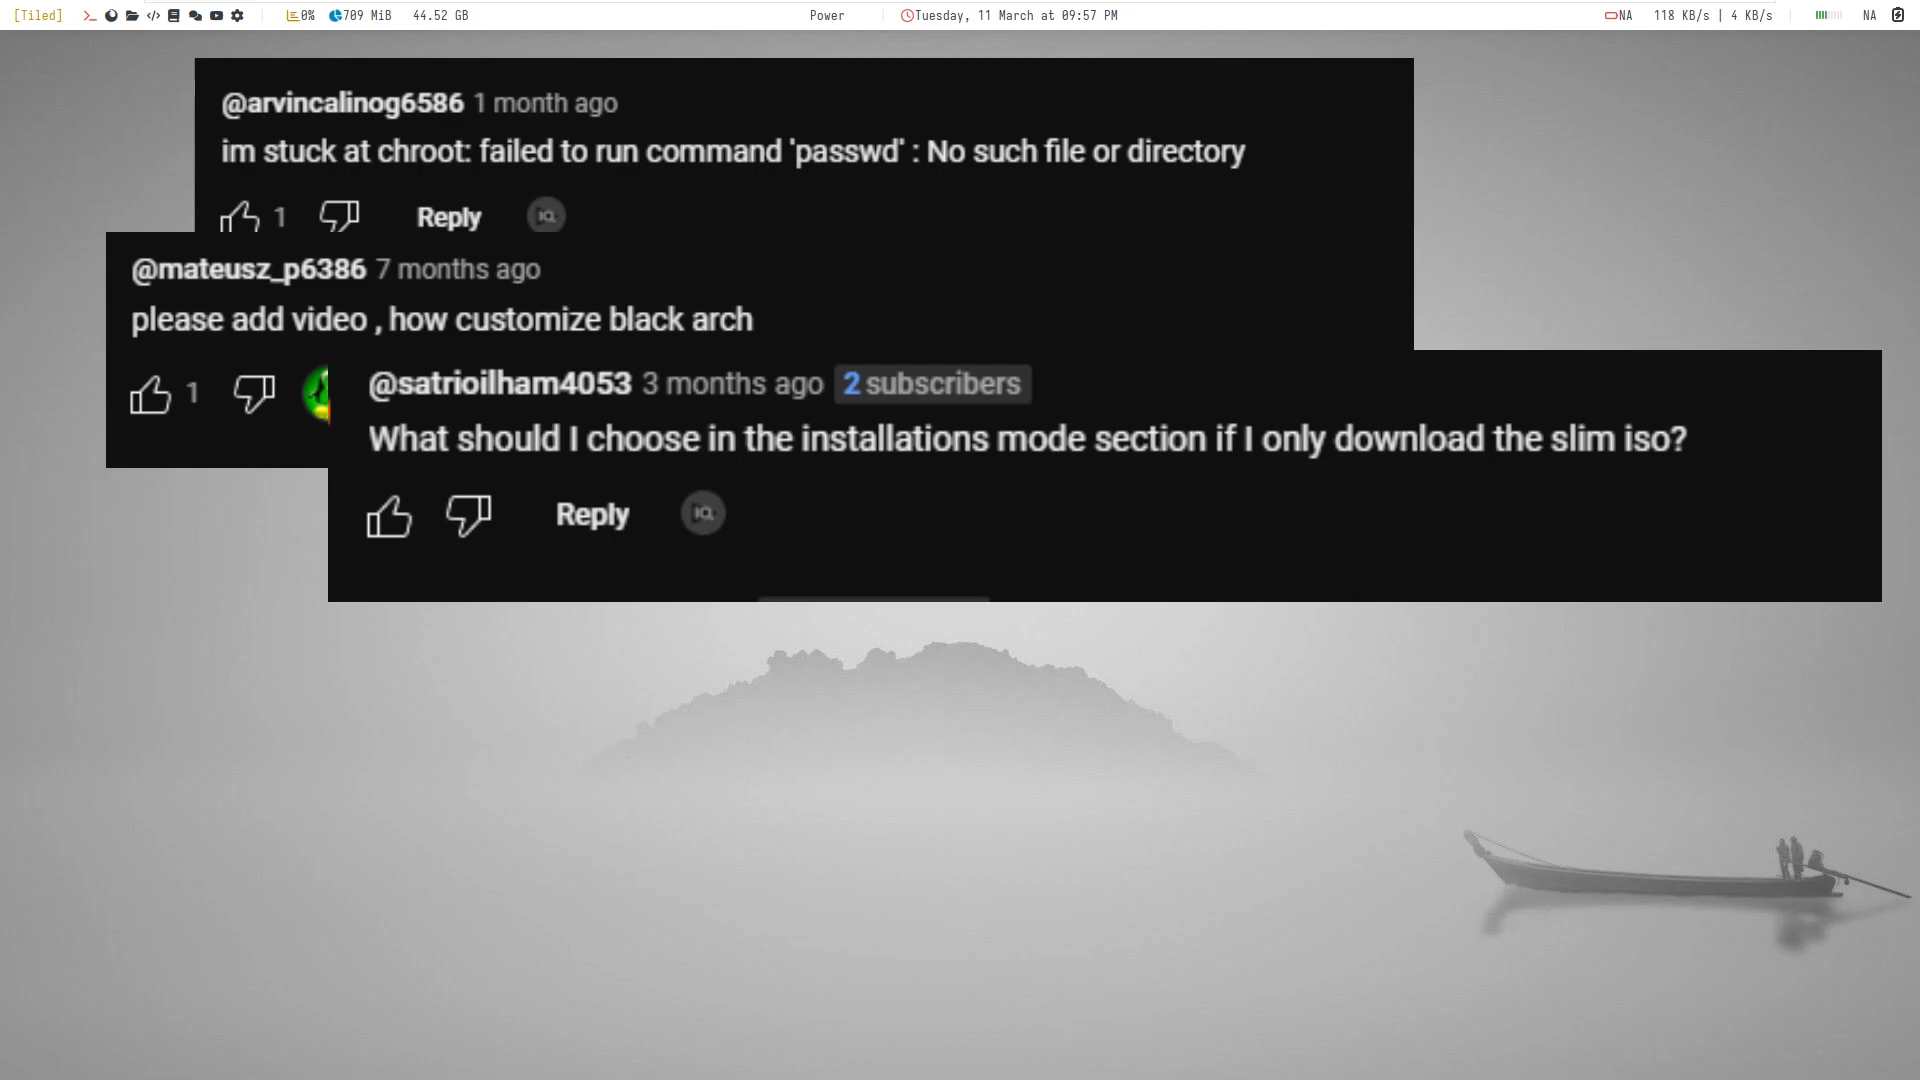 [Tiled] 0% 709 MiB 44.52 GB Power Tuesday, 11 March at 09:57 PM NA 118 KB/s | 4 KB/s NA
@arvincalinog6586 1 month ago
im stuck at chroot: failed to run command 'passwd' : No such file or directory
1 Reply IQ
@mateusz_p6386 7 months ago
please add video , how customize black arch
1
@satrioilham4053 3 months ago 2 subscribers
What should I choose in the installations mode section if I only download the slim iso?
Reply IQ